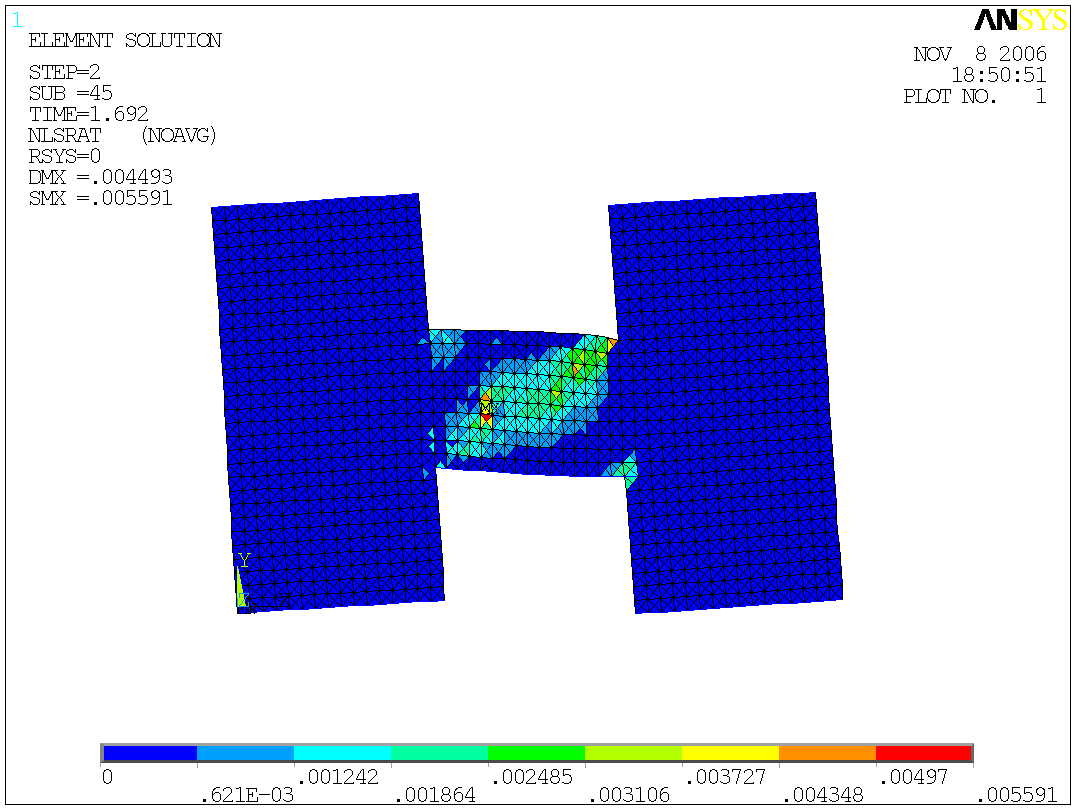 1
ANSYS
ELEMENT SOLUTION
NOV  8 2006
18:50:51
PLOT NO.   1
STEP=2
SUB =45
TIME=1.692
NLSRAT   (NOAVG)
RSYS=0
DMX =.004493
SMX =.005591
Y
0
.621E-03
.001242
.001864
.002485
.003106
.003727
.004348
.00497
.005591